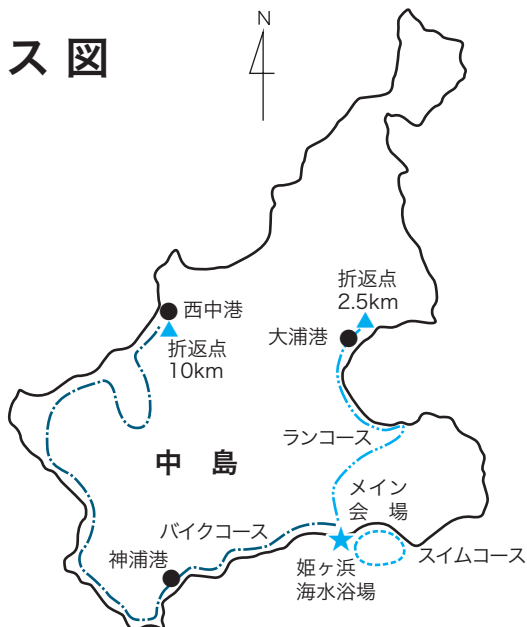 ス図
N
折返点
2.5km
西中港
大浦港
折返点
10km
ランコース
中島
メイン
会場
バイクコース
スイムコース
神浦港
姫ヶ浜
海水浴場